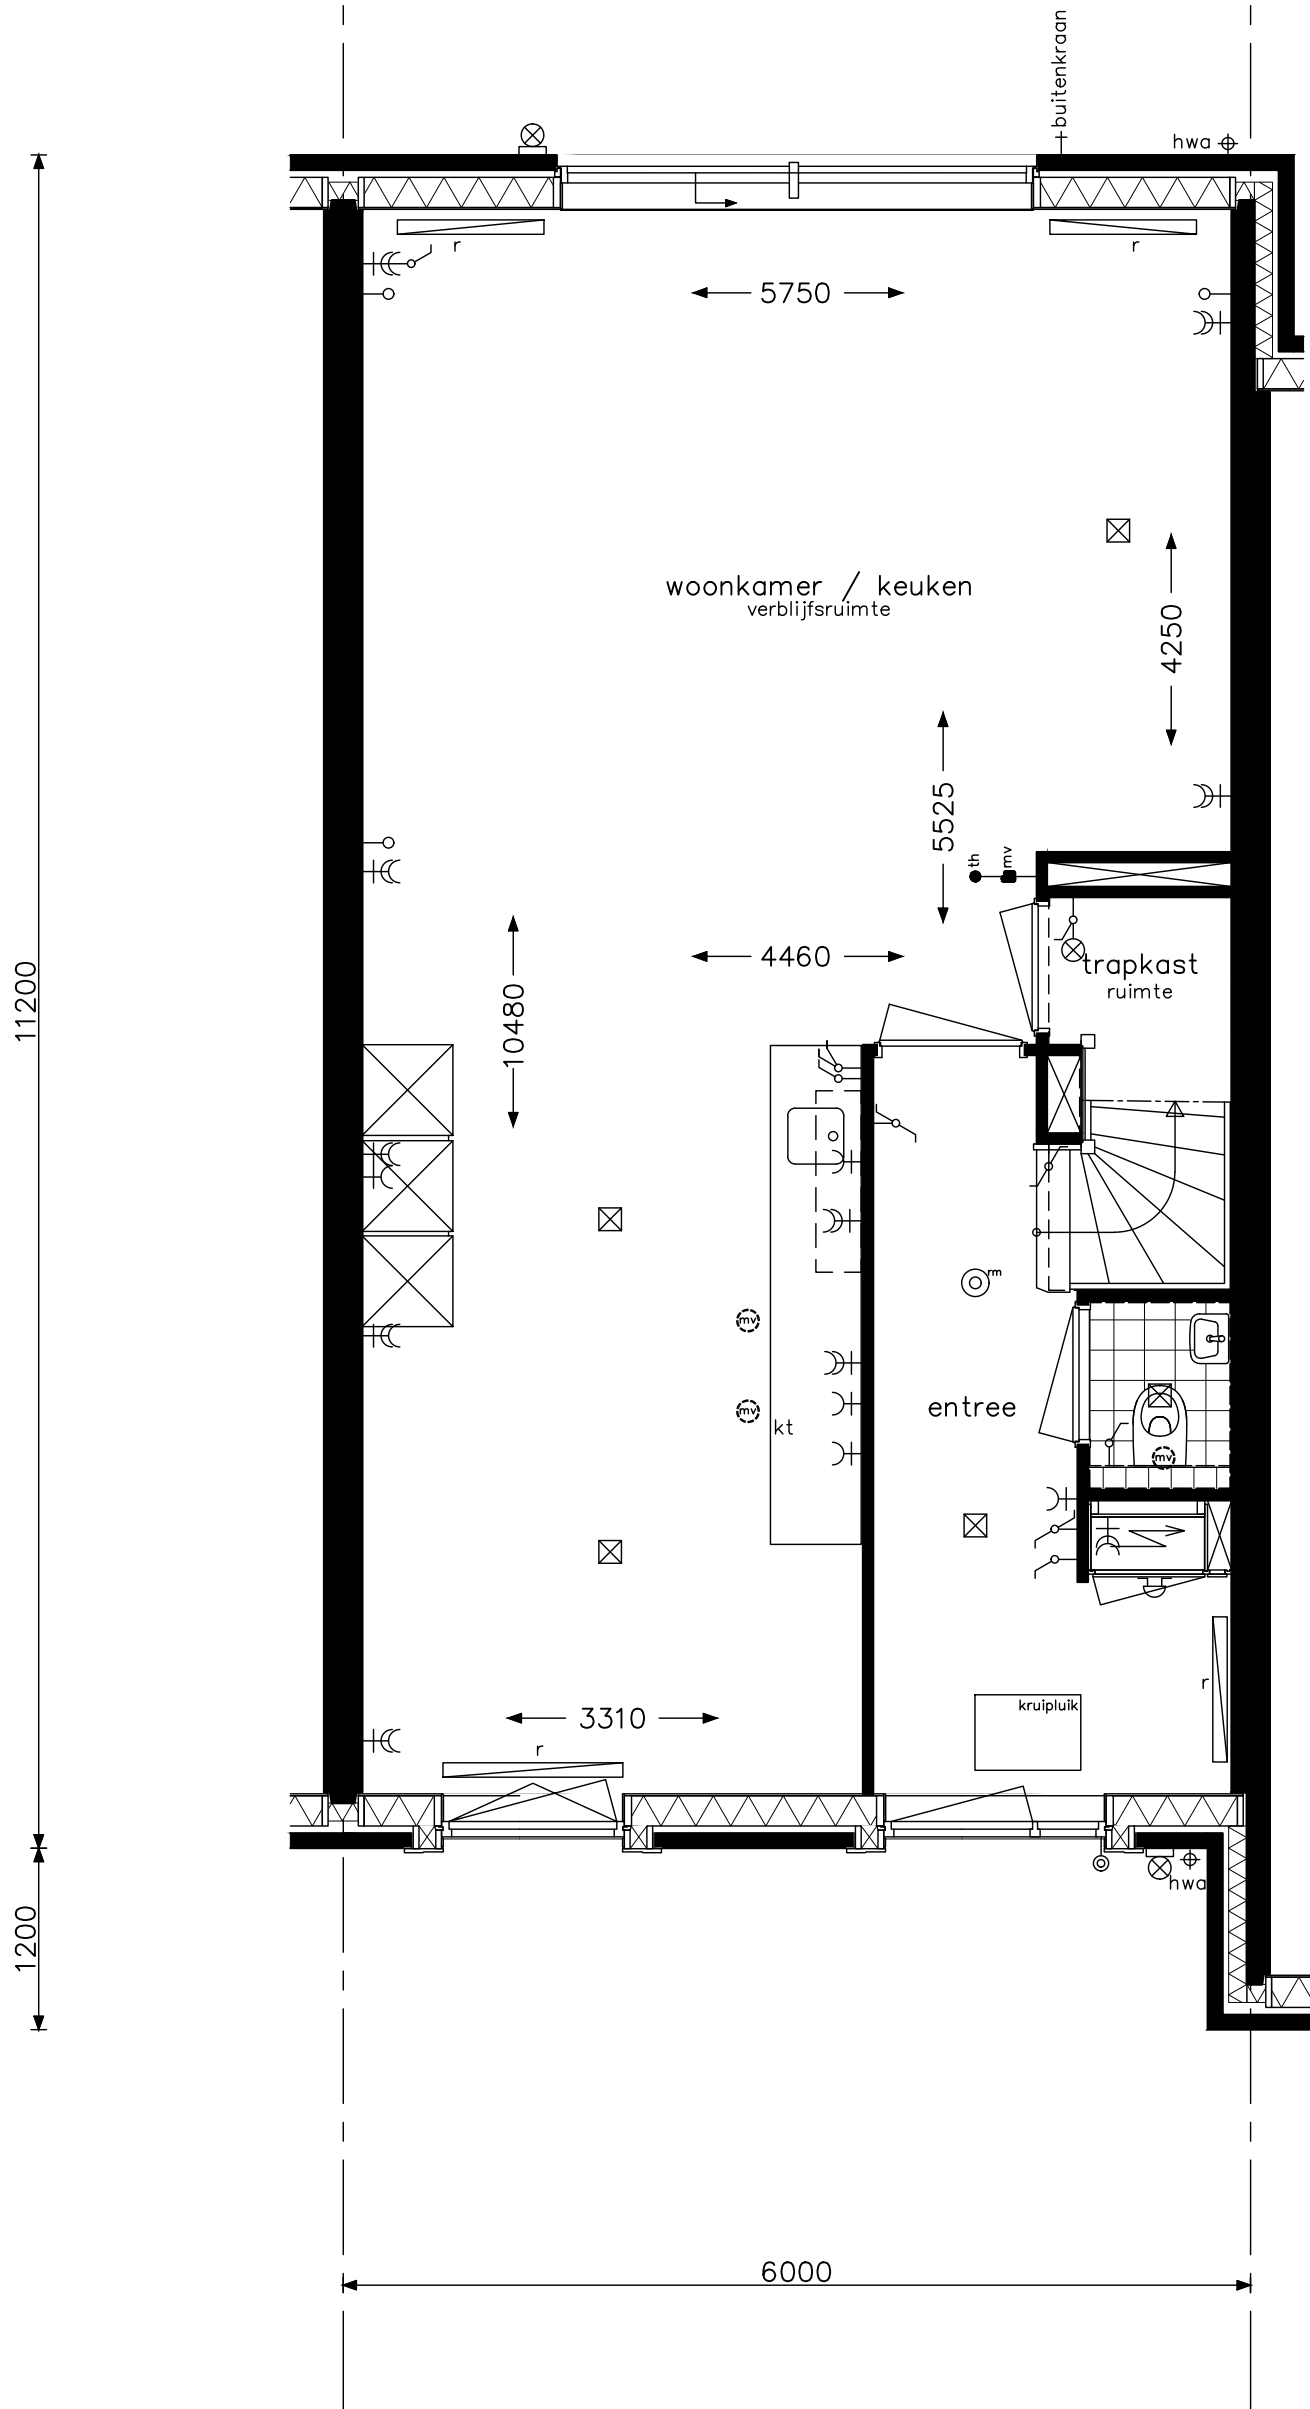 buitenkraan
hwa
r
r
5750
woonkamer / keuken
verblijfsruimte
4250
5525
th
mv
4460
trapkast
ruimte
10480
11200
rm
mv
entree
mv
kt
mv
r
kruipluik
3310
r
hwa
1200
6000